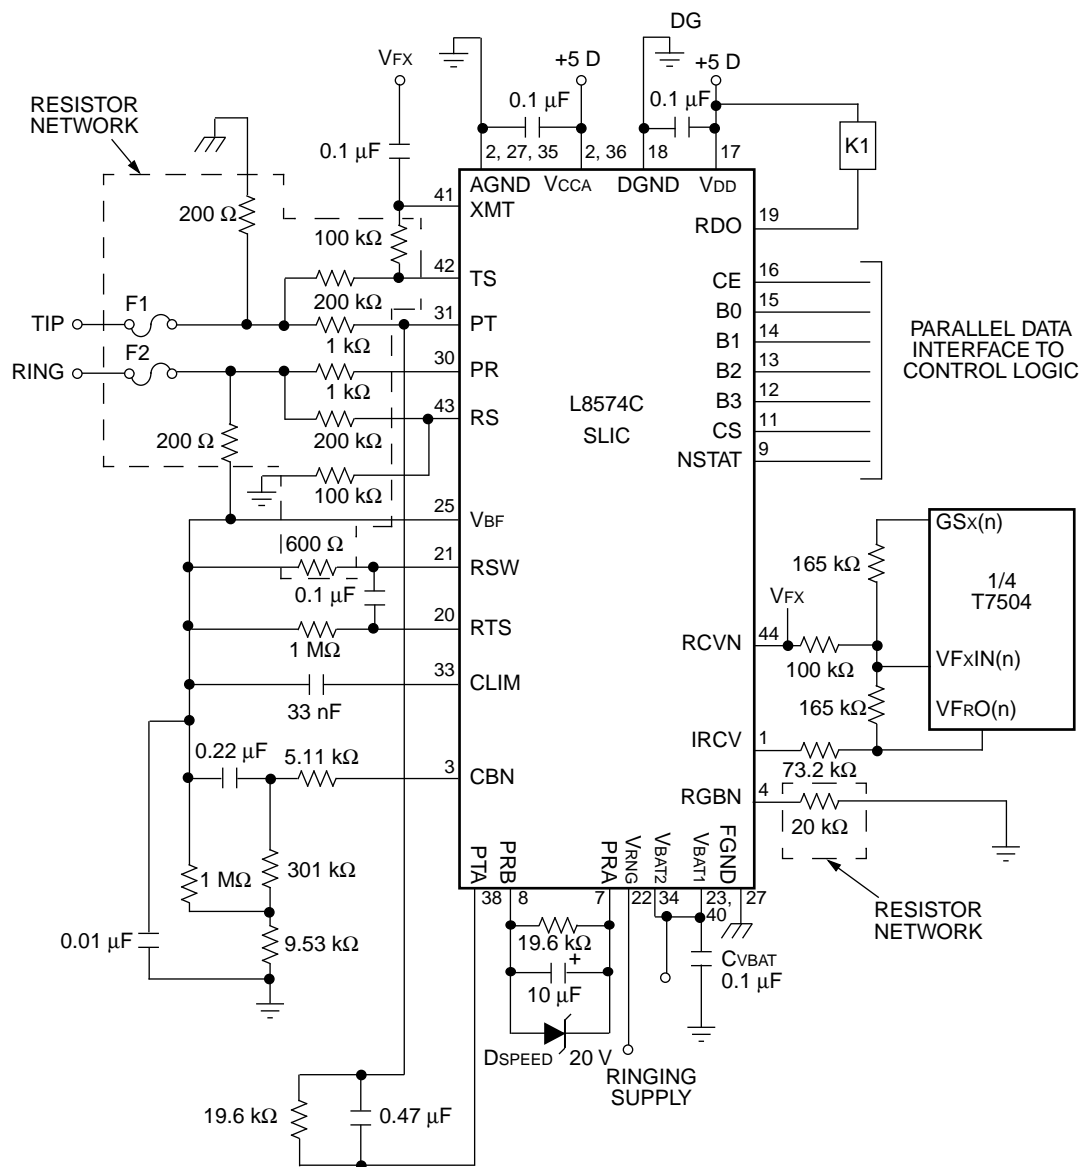 DG
VFX
+5 D
+5 D
RESISTOR
NETWORK
0.1 µF
0.1 µF
K1
0.1 µF
2, 27, 35
2, 36
18
17
AGND
VCCA
DGND
VDD
41
XMT
19
RDO
200 Ω
100 kΩ
42
TS
16
CE
200 kΩ
15
B0
F1
31
TIP
PT
14
B1
PARALLEL DATA
INTERFACE TO
CONTROL LOGIC
1 kΩ
F2
30
RING
PR
13
B2
1 kΩ
43
RS
L8574C
SLIC
12
B3
200 Ω
200 kΩ
11
CS
9
NSTAT
100 kΩ
25
VBF
GSX(n)
600 Ω
21
RSW
165 kΩ
1/4
T7504
0.1 µF
VFX
20
RTS
44
RCVN
1 MΩ
100 kΩ
VFXIN(n)
33
CLIM
33 nF
165 kΩ
VFRO(n)
0.22 µF
5.11 kΩ
IRCV
1
3
CBN
73.2 kΩ
RGBN
4
20 kΩ
1 MΩ
301 kΩ
PTA
PRB
PRA
VRNG
VBAT2
VBAT1
FGND
38
8
7
22
34
23,
40
27
RESISTOR
NETWORK
0.01 µF
9.53 kΩ
19.6 kΩ
+
CVBAT
0.1 µF
10 µF
DSPEED
20 V
RINGING
SUPPLY
19.6 kΩ
0.47 µF